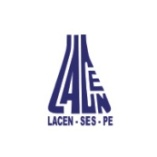 LACEN
LACEN - SES - PE